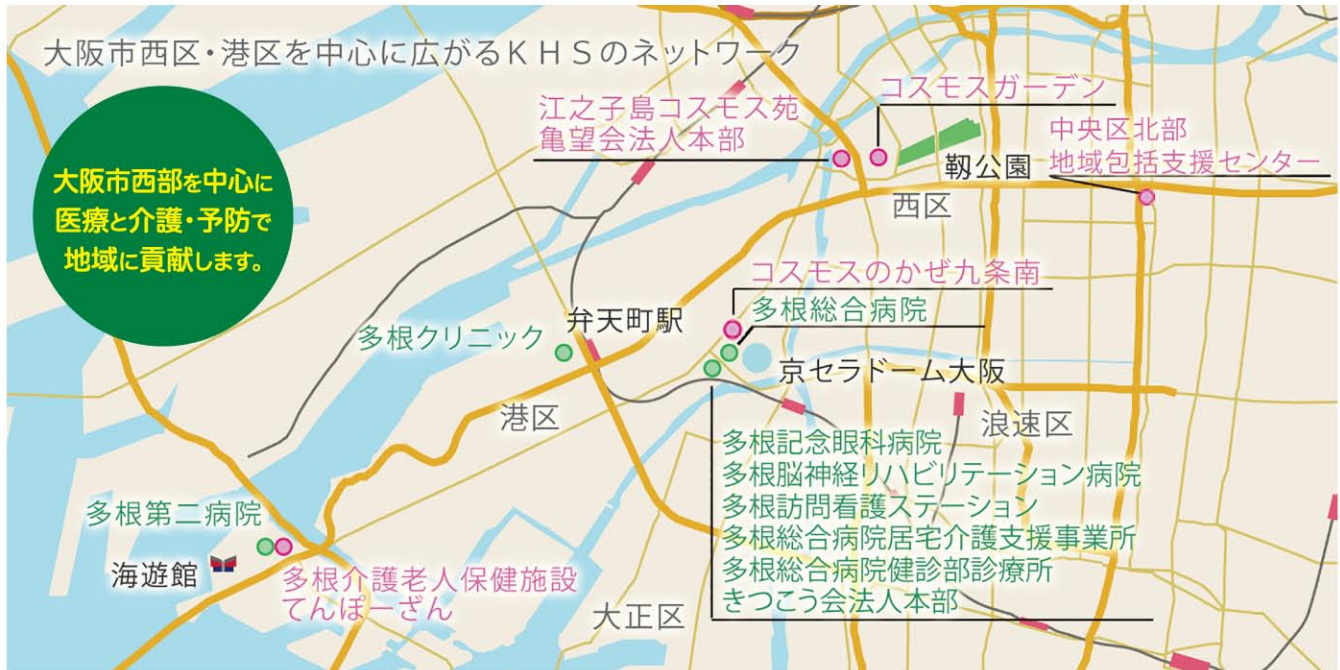 大阪市西区・港区を中心に広がるKHSのネットワーク
大阪市西部を中心に
医療と介護・予防で
地域に貢献します。
江之子島コスモス苑
亀望会法人本部
コスモスガーデン
中央区北部
地域包括支援センター
靱公園
西区
コスモスのかぜ九条南
多根総合病院
弁天町駅
多根クリニック
京セラドーム大阪
港区
浪速区
多根記念眼科病院
多根脳神経リハビリテーション病院
多根訪問看護ステーション
多根総合病院居宅介護支援事業所
多根総合病院健診部診療所
きつこう会法人本部
多根第二病院
海遊館
多根介護老人保健施設
てんぽーざん
大正区